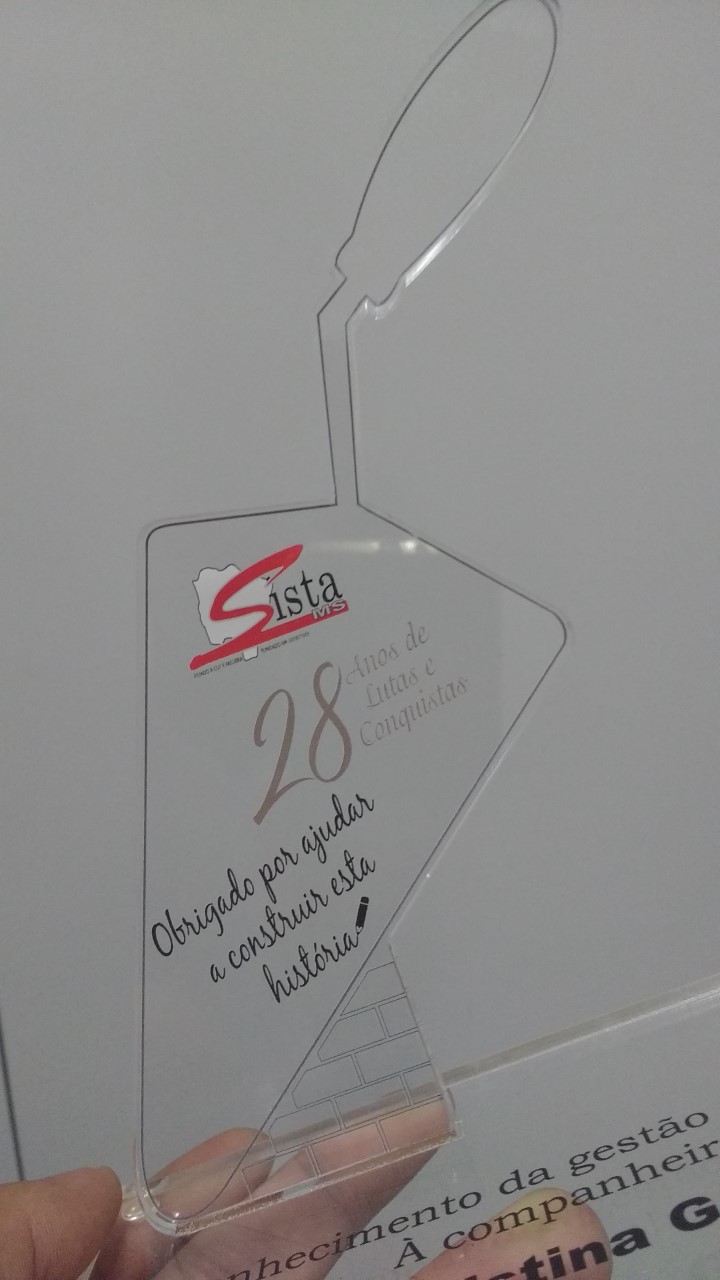 Sista
MS
28
Anos de
Lutas e
Conquistas
Obrigado por ajudar
a construir esta
história
nhecimento da gestão
À companheir
stina G